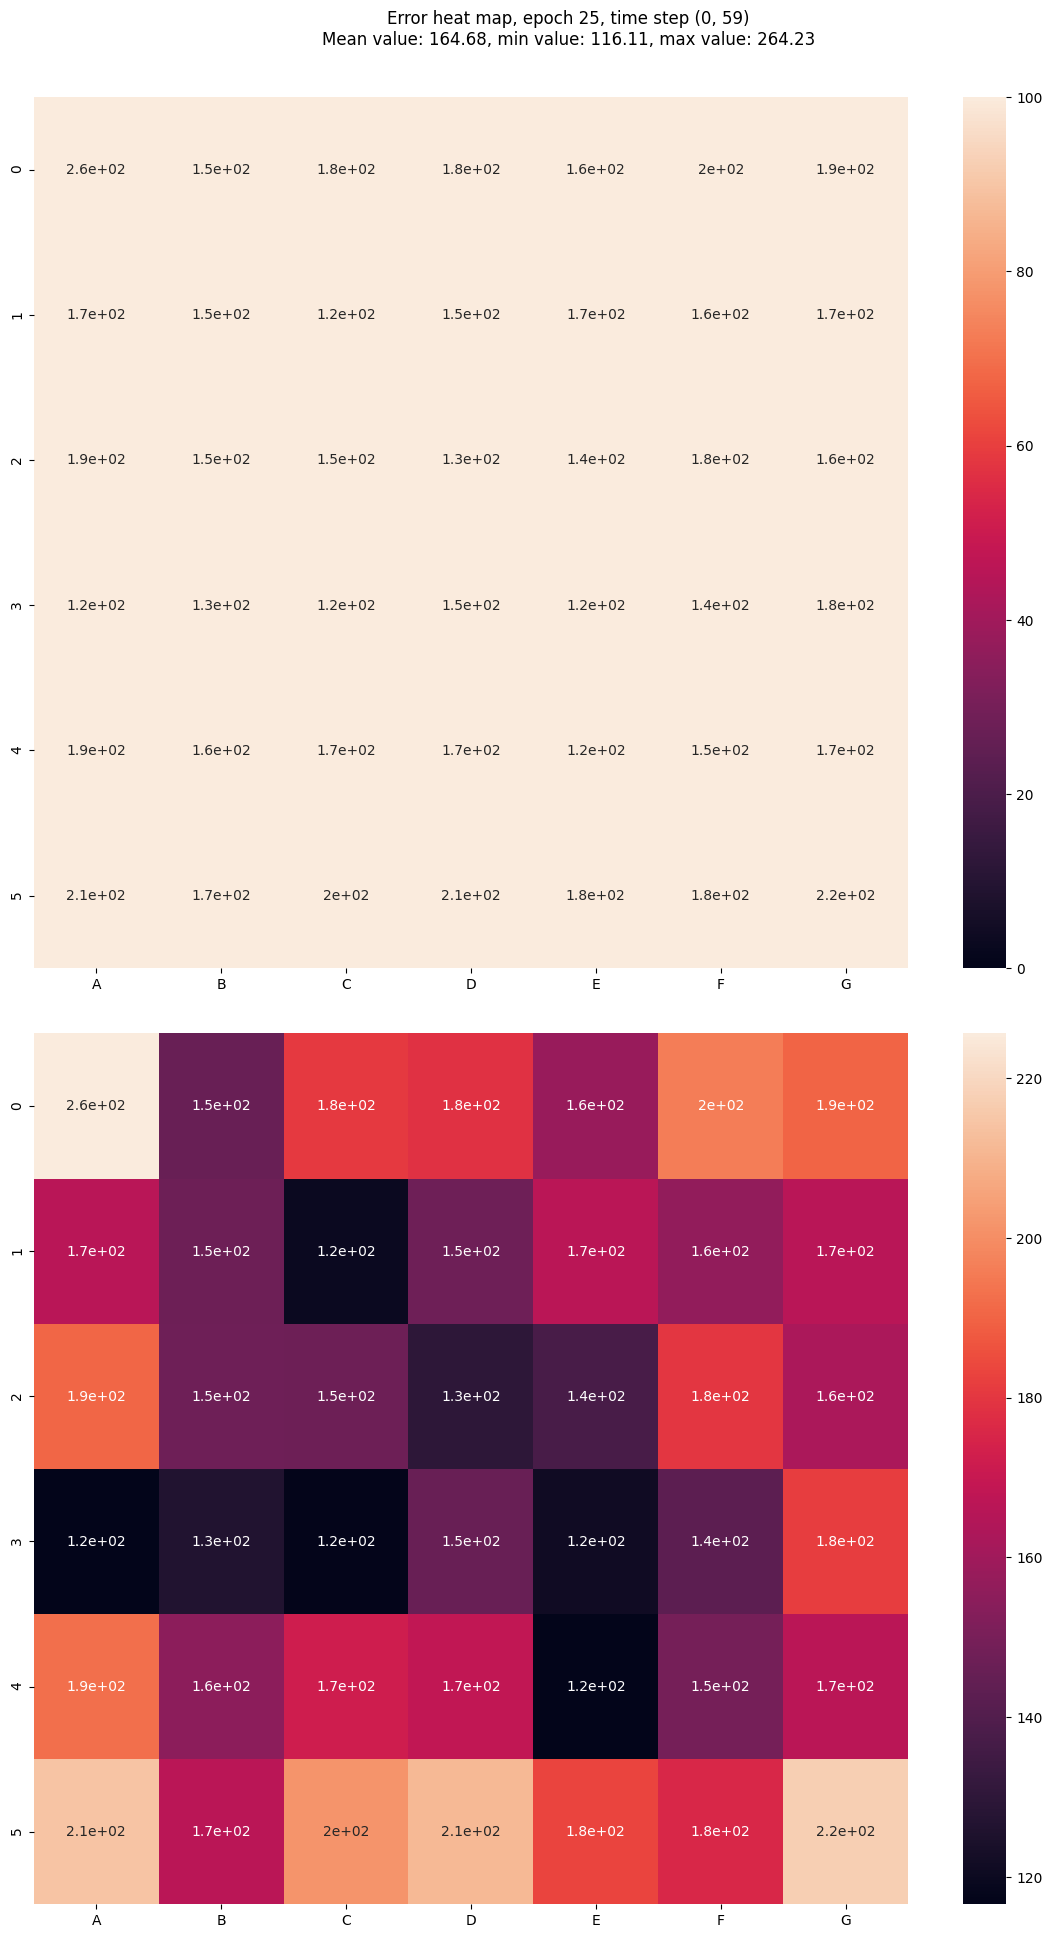 Error heat map, epoch 25, time step (0, 59)
Mean value: 164.68, min value: 116.11, max value: 264.23
100
0 2.6e+02 1.5e+02 1.8e+02 1.8e+02 1.6e+02 2e+02 1.9e+02
80
1 1.7e+02 1.5e+02 1.2e+02 1.5e+02 1.7e+02 1.6e+02 1.7e+02
60
2 1.9e+02 1.5e+02 1.5e+02 1.3e+02 1.4e+02 1.8e+02 1.6e+02
3 1.2e+02 1.3e+02 1.2e+02 1.5e+02 1.2e+02 1.4e+02 1.8e+02
40
4 1.9e+02 1.6e+02 1.7e+02 1.7e+02 1.2e+02 1.5e+02 1.7e+02
20
5 2.1e+02 1.7e+02 2e+02 2.1e+02 1.8e+02 1.8e+02 2.2e+02
0
A B C D E F G
220
0 2.6e+02 1.5e+02 1.8e+02 1.8e+02 1.6e+02 2e+02 1.9e+02
200
1 1.7e+02 1.5e+02 1.2e+02 1.5e+02 1.7e+02 1.6e+02 1.7e+02
180
2 1.9e+02 1.5e+02 1.5e+02 1.3e+02 1.4e+02 1.8e+02 1.6e+02
3 1.2e+02 1.3e+02 1.2e+02 1.5e+02 1.2e+02 1.4e+02 1.8e+02
160
4 1.9e+02 1.6e+02 1.7e+02 1.7e+02 1.2e+02 1.5e+02 1.7e+02
140
5 2.1e+02 1.7e+02 2e+02 2.1e+02 1.8e+02 1.8e+02 2.2e+02
120
A B C D E F G